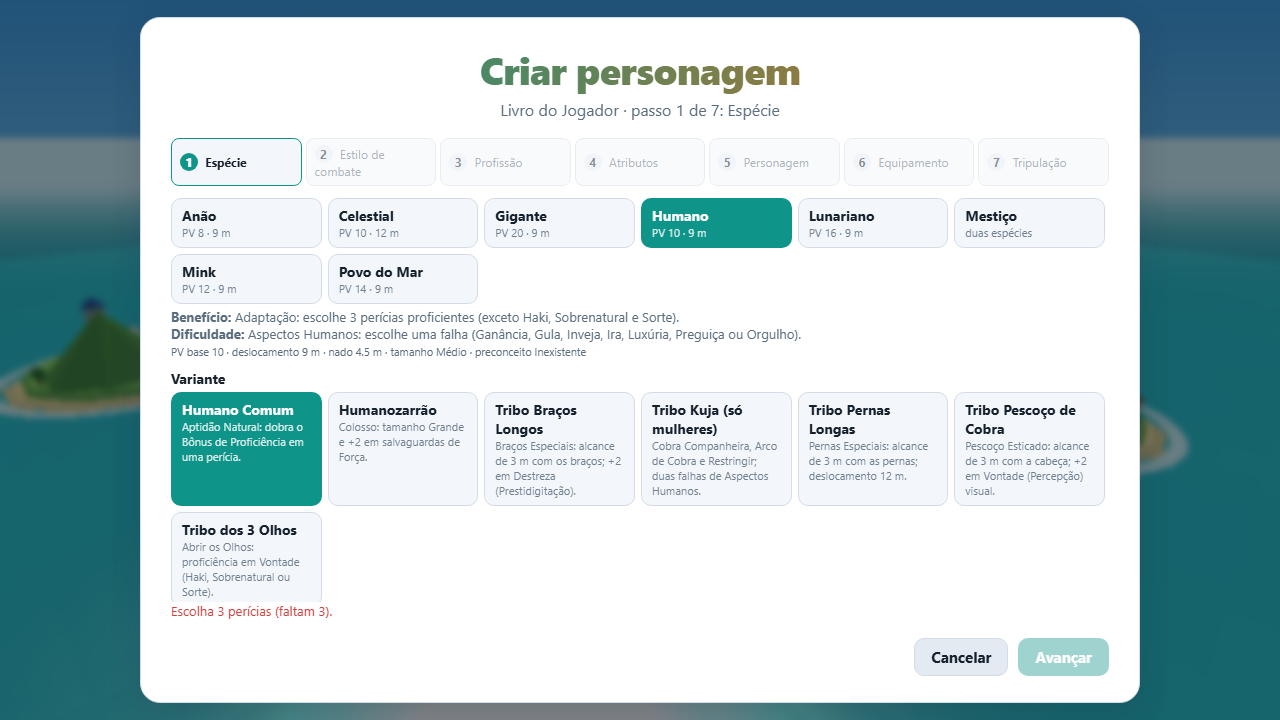 Criar personagem
Livro do Jogador · passo 1 de 7: Espécie
1 Espécie
2 Estilo de combate
3 Profissão
4 Atributos
5 Personagem
6 Equipamento
7 Tripulação
Anão
PV 8 · 9 m
Celestial
PV 10 · 12 m
Gigante
PV 20 · 9 m
Humano
PV 10 · 9 m
Lunariano
PV 16 · 9 m
Mestiço
duas espécies
Mink
PV 12 · 9 m
Povo do Mar
PV 14 · 9 m
Benefício: Adaptação: escolhe 3 perícias proficientes (exceto Haki, Sobrenatural e Sorte).
Dificuldade: Aspectos Humanos: escolhe uma falha (Ganância, Gula, Inveja, Ira, Luxúria, Preguiça ou Orgulho).
PV base 10 · deslocamento 9 m · nado 4.5 m · tamanho Médio · preconceito Inexistente
Variante
Humano Comum
Aptidão Natural: dobra o
Bônus de Proficiência em
uma perícia.
Humanozarrão
Colosso: tamanho Grande
e +2 em salvaguardas de
Força.
Tribo Braços
Longos
Braços Especiais: alcance
de 3 m com os braços; +2
em Destreza
(Prestidigitação).
Tribo Kuja (só
mulheres)
Cobra Companheira, Arco
de Cobra e Restringir;
duas falhas de Aspectos
Humanos.
Tribo Pernas
Longas
Pernas Especiais: alcance
de 3 m com as pernas;
deslocamento 12 m.
Tribo Pescoço de
Cobra
Pescoço Esticado: alcance
de 3 m com a cabeça; +2
em Vontade (Percepção)
visual.
Tribo dos 3 Olhos
Abrir os Olhos:
proficiência em Vontade
(Haki, Sobrenatural ou
Sorte).
Escolha 3 perícias (faltam 3).
Cancelar
Avançar